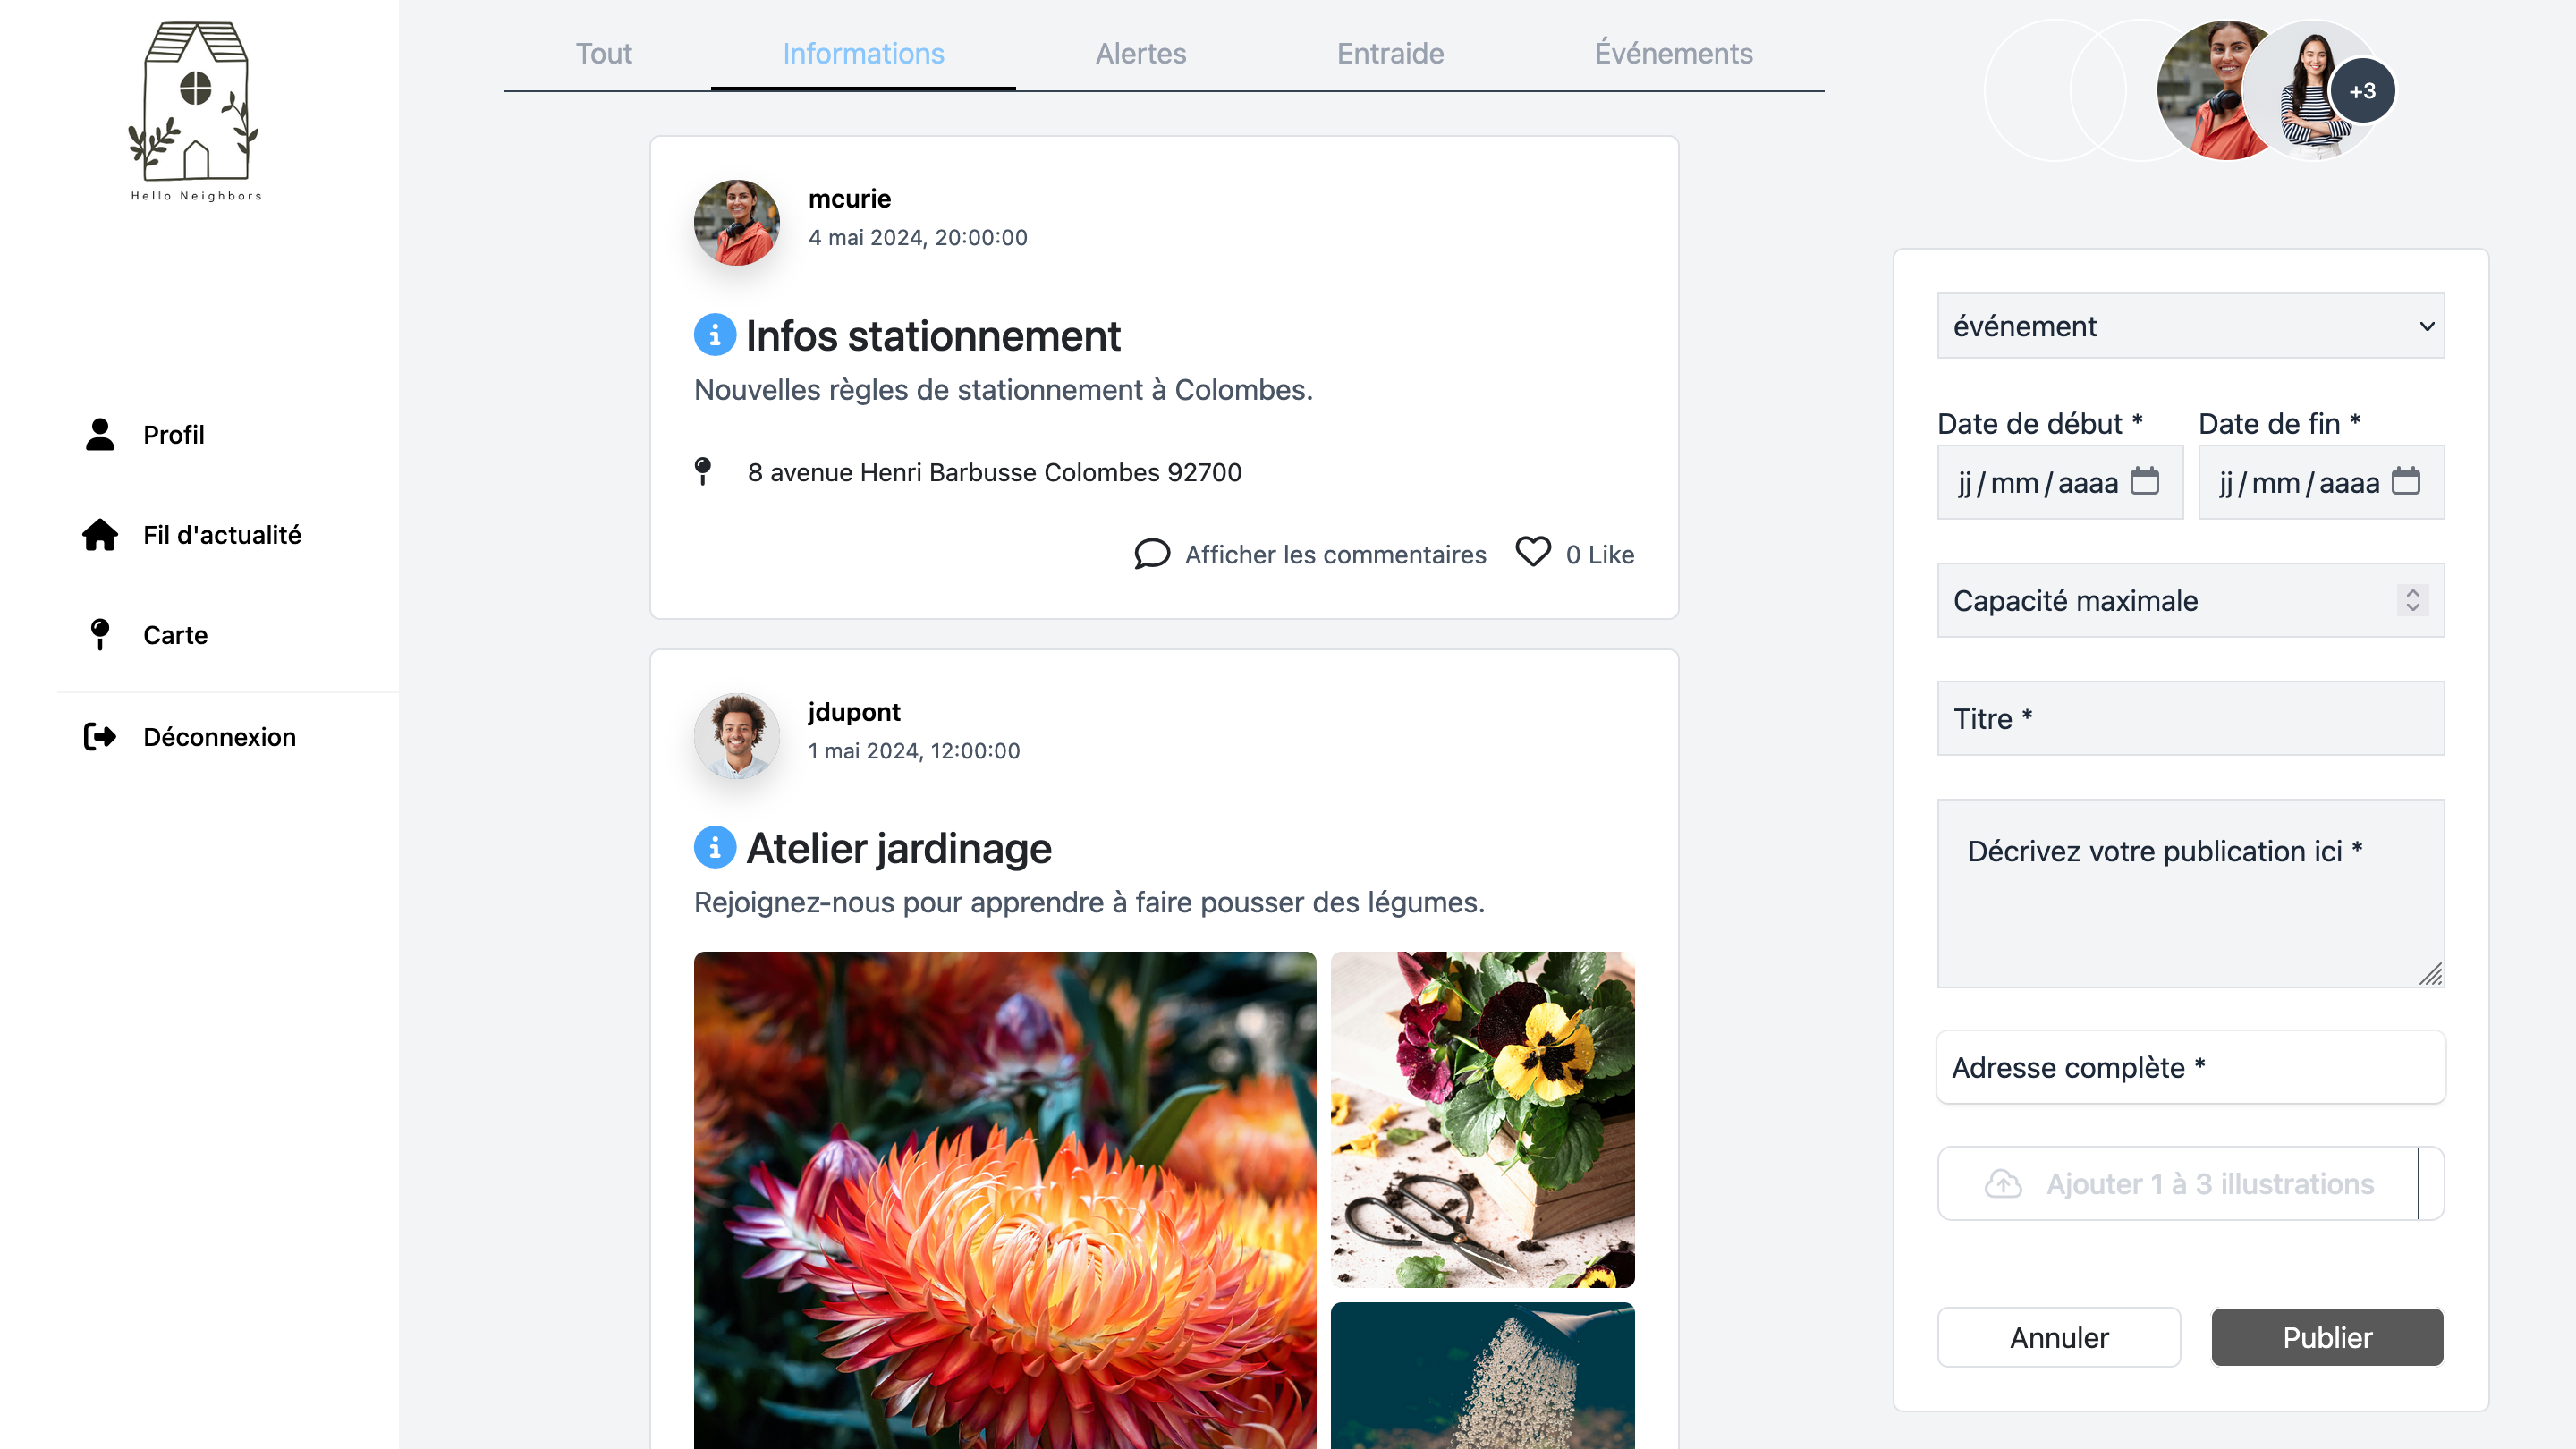 Hello Neighbors
Profil
Fil d'actualité
Carte
Déconnexion
Tout
Informations
Alertes
Entraide
Événements
mcurie
4 mai 2024, 20:00:00
Infos stationnement
Nouvelles règles de stationnement à Colombes.
8 avenue Henri Barbusse Colombes 92700
Afficher les commentaires
0 Like
jdupont
1 mai 2024, 12:00:00
Atelier jardinage
Rejoignez-nous pour apprendre à faire pousser des légumes.
+3
événement
Date de début *
Date de fin *
jj/mm/aaaa
jj/mm/aaaa
Capacité maximale
Titre *
Décrivez votre publication ici *
Adresse complète *
Ajouter 1 à 3 illustrations
Annuler
Publier